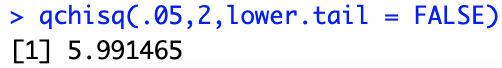 > qchisq(.05,2,lower.tail = FALSE)
[1] 5.991465